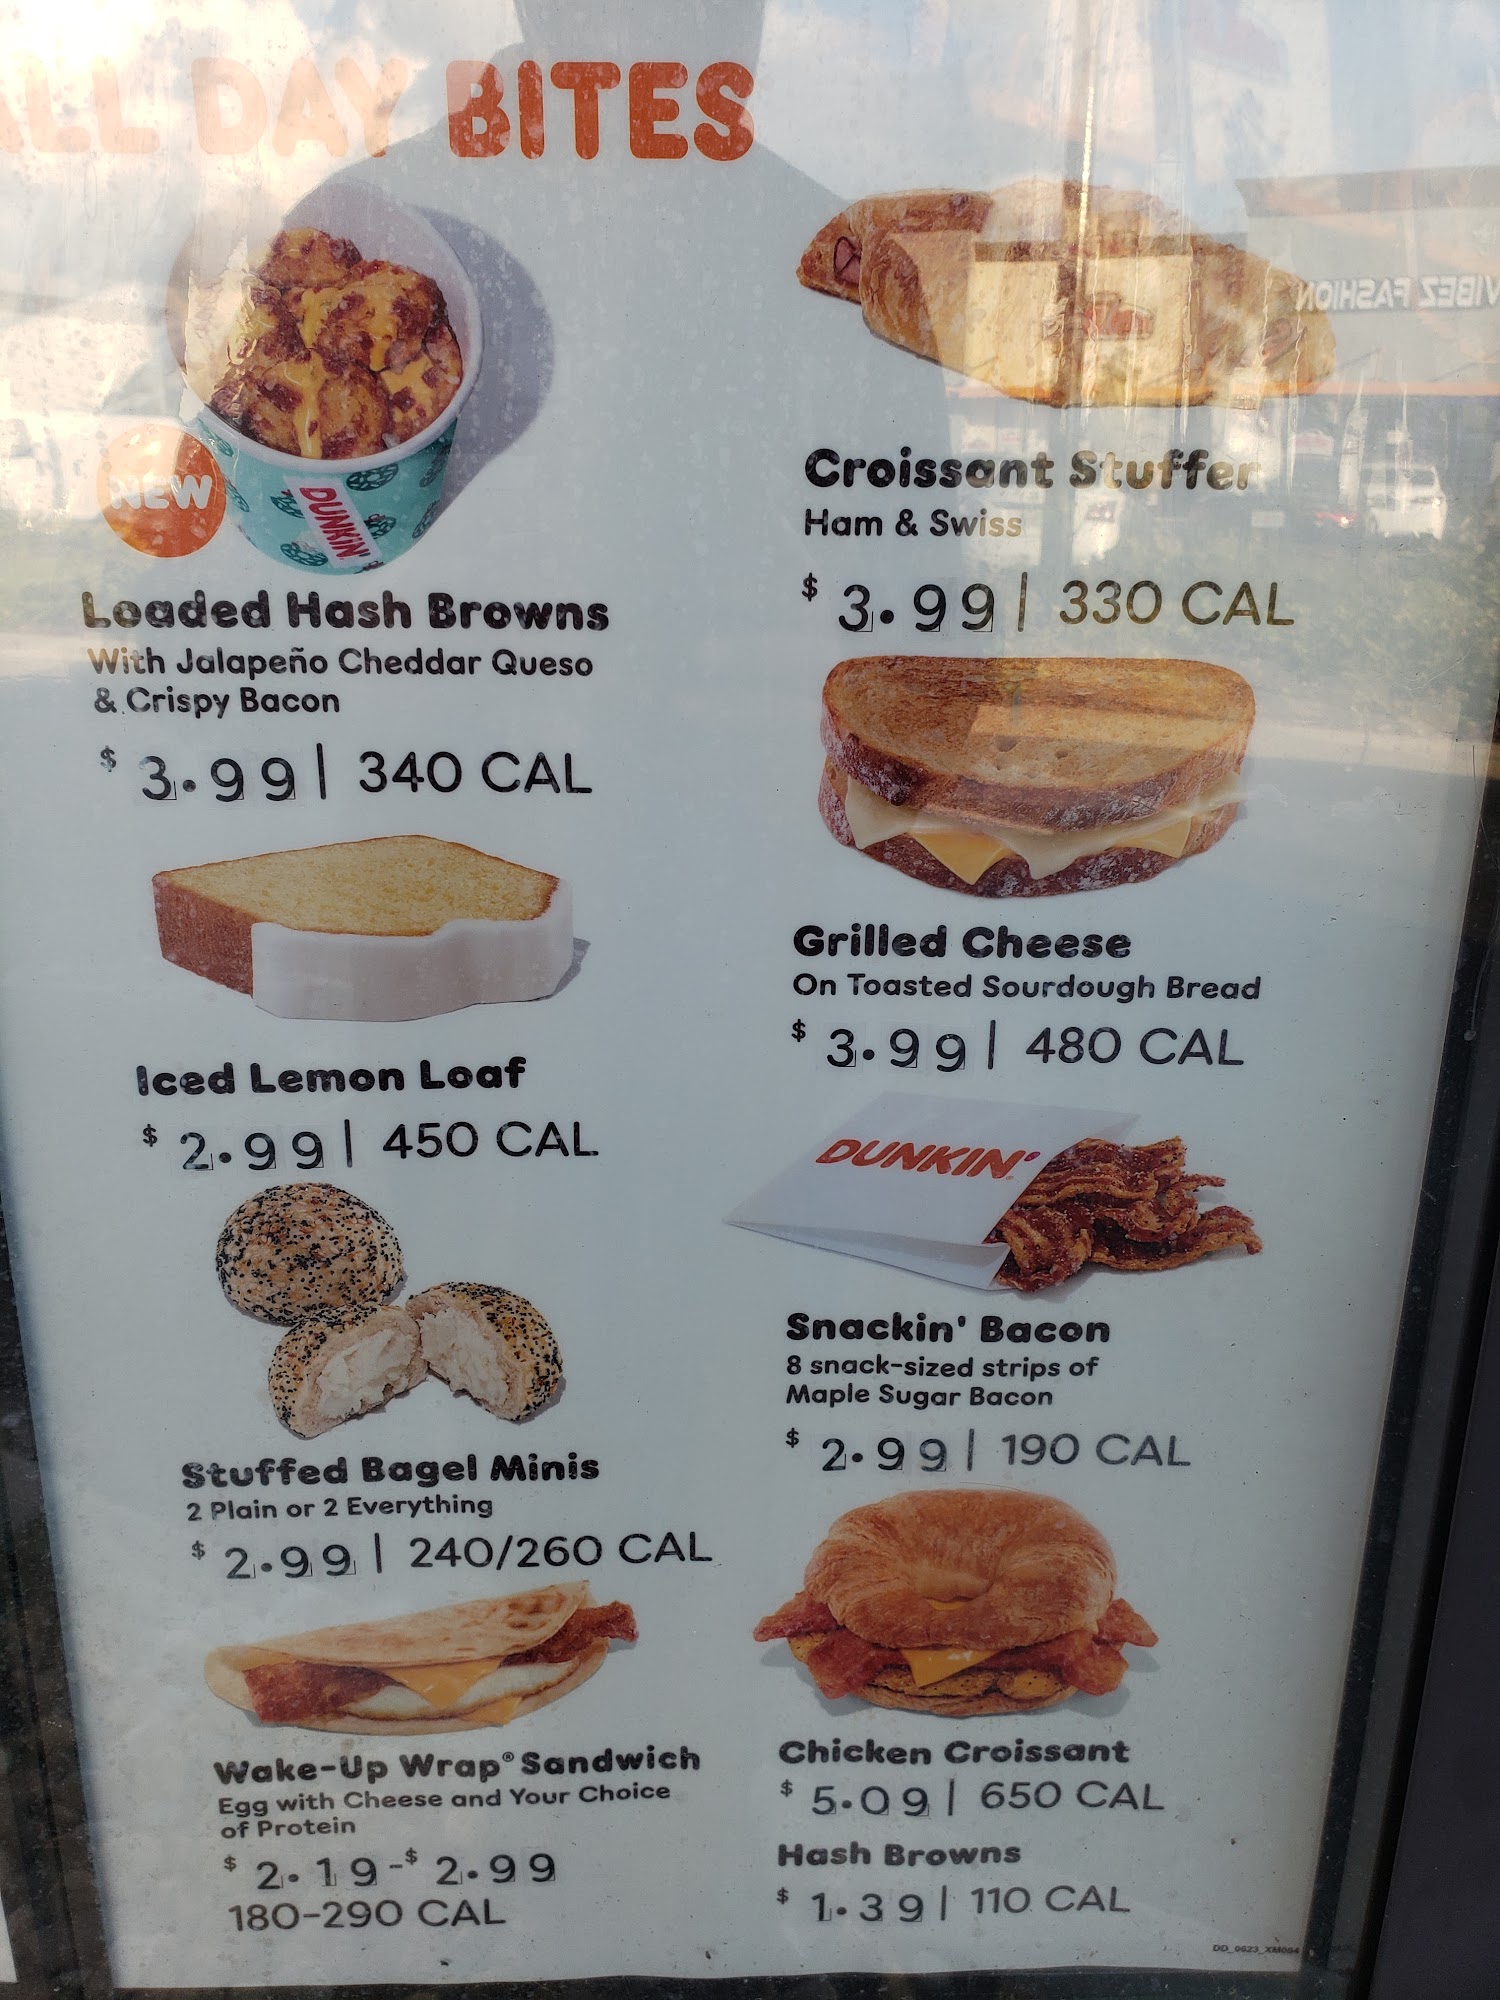 ALL DAY BITES
DUNKIN'
NEW
Loaded Hash Browns
With Jalapeño Cheddar Queso
& Crispy Bacon
$ 3.99 | 340 CAL
Iced Lemon Loaf
$ 2.99 | 450 CAL
Stuffed Bagel Minis
2 Plain or 2 Everything
$ 2.99 | 240/260 CAL
Wake-Up Wrap® Sandwich
Egg with Cheese and Your Choice
of Protein
$ 2.19-$ 2.99
180-290 CAL
VIBEZ FASHION
Croissant Stuffer
Ham & Swiss
$ 3.99 | 330 CAL
Grilled Cheese
On Toasted Sourdough Bread
$ 3.99 | 480 CAL
DUNKIN'
Snackin' Bacon
8 snack-sized strips of
Maple Sugar Bacon
$ 2.99 | 190 CAL
Chicken Croissant
$ 5.09 | 650 CAL
Hash Browns
$ 1.39 | 110 CAL